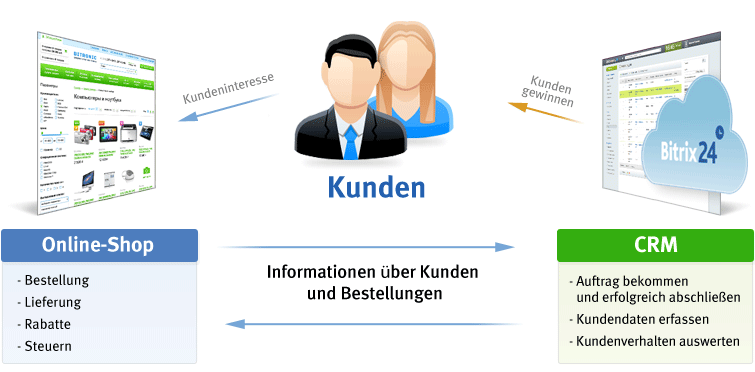 Kundeninteresse
Kunden
gewinnen
Bitrix24
Kunden
Online-Shop
- Bestellung
- Lieferung
- Rabatte
- Steuern
Informationen über Kunden
und Bestellungen
CRM
- Auftrag bekommen
und erfolgreich abschließen
- Kundendaten erfassen
- Kundenverhalten auswerten